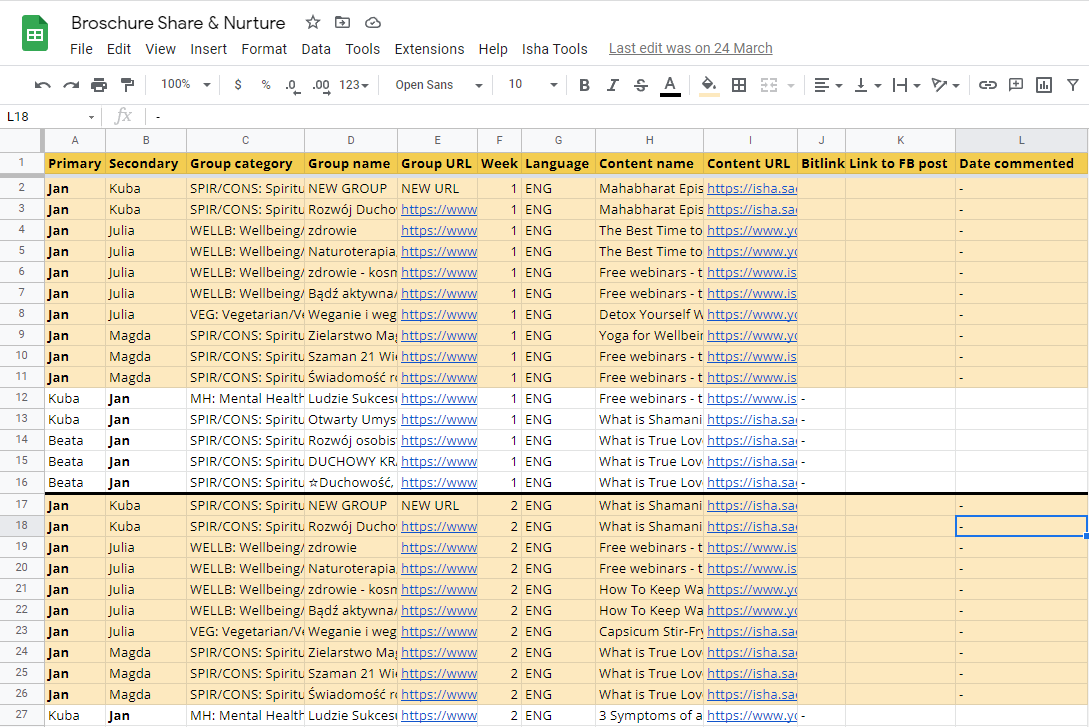 Broschure Share & Nurture
File Edit View Insert Format Data Tools Extensions Help Isha Tools Last edit was on 24 March
100% $ % .0 .00 123 Open Sans 10 B I S A
L18 fx -
A B C D E F G H I J K L
1 Primary Secondary Group category Group name Group URL Week Language Content name Content URL Bitlink Link to FB post Date commented
2 Jan Kuba SPIR/CONS: Spiritu NEW GROUP NEW URL 1 ENG Mahabharat Epis https://isha.sa -
3 Jan Kuba SPIR/CONS: Spiritu Rozwój Ducho https://www 1 ENG Mahabharat Epis https://isha.sa -
4 Jan Julia WELLB: Wellbeing/ zdrowie https://www 1 ENG The Best Time to https://www.yo -
5 Jan Julia WELLB: Wellbeing/ Naturoterapia, https://www 1 ENG The Best Time to https://www.yo -
6 Jan Julia WELLB: Wellbeing/ zdrowie - kosm https://www 1 ENG Free webinars - t https://www.is -
7 Jan Julia WELLB: Wellbeing/ Bądź aktywna/ https://www 1 ENG Free webinars - t https://www.is -
8 Jan Julia VEG: Vegetarian/Ve Weganie i weg https://www 1 ENG Detox Yourself W https://www.yo -
9 Jan Magda SPIR/CONS: Spiritu Zielarstwo Mag https://www 1 ENG Yoga for Wellbein https://www.yo -
10 Jan Magda SPIR/CONS: Spiritu Szaman 21 Wie https://www 1 ENG Free webinars - t https://www.is -
11 Jan Magda SPIR/CONS: Spiritu Świadomość ro https://www 1 ENG Free webinars - t https://www.is -
12 Kuba Jan MH: Mental Health Ludzie Sukcesu https://www 1 ENG Free webinars - t https://www.is -
13 Kuba Jan SPIR/CONS: Spiritu Otwarty Umys https://www 1 ENG What is Shamani https://isha.sa -
14 Beata Jan SPIR/CONS: Spiritu Rozwój osobis https://www 1 ENG What is True Lov https://isha.sa -
15 Beata Jan SPIR/CONS: Spiritu DUCHOWY KRA https://www 1 ENG What is True Lov https://isha.sa -
16 Beata Jan SPIR/CONS: Spiritu ☆Duchowość, https://www 1 ENG What is True Lov https://isha.sa -
17 Jan Kuba SPIR/CONS: Spiritu NEW GROUP NEW URL 2 ENG What is Shamani https://isha.sa -
18 Jan Kuba SPIR/CONS: Spiritu Rozwój Ducho https://www 2 ENG What is Shamani https://isha.sa -
19 Jan Julia WELLB: Wellbeing/ zdrowie https://www 2 ENG Free webinars - t https://www.is -
20 Jan Julia WELLB: Wellbeing/ Naturoterapia, https://www 2 ENG Free webinars - t https://www.is -
21 Jan Julia WELLB: Wellbeing/ zdrowie - kosm https://www 2 ENG How To Keep Wa https://www.yo -
22 Jan Julia WELLB: Wellbeing/ Bądź aktywna/ https://www 2 ENG How To Keep Wa https://www.yo -
23 Jan Julia VEG: Vegetarian/Ve Weganie i weg https://www 2 ENG Capsicum Stir-Fry https://isha.sa -
24 Jan Magda SPIR/CONS: Spiritu Zielarstwo Mag https://www 2 ENG What is True Lov https://isha.sa -
25 Jan Magda SPIR/CONS: Spiritu Szaman 21 Wie https://www 2 ENG What is True Lov https://isha.sa -
26 Jan Magda SPIR/CONS: Spiritu Świadomość ro https://www 2 ENG What is True Lov https://isha.sa -
27 Kuba Jan MH: Mental Health Ludzie Sukcesu https://www 2 ENG 3 Symptoms of a https://www.yo -